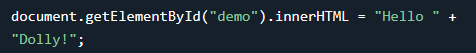 document.getElementById("demo").innerHTML = "Hello " +
"Dolly!";